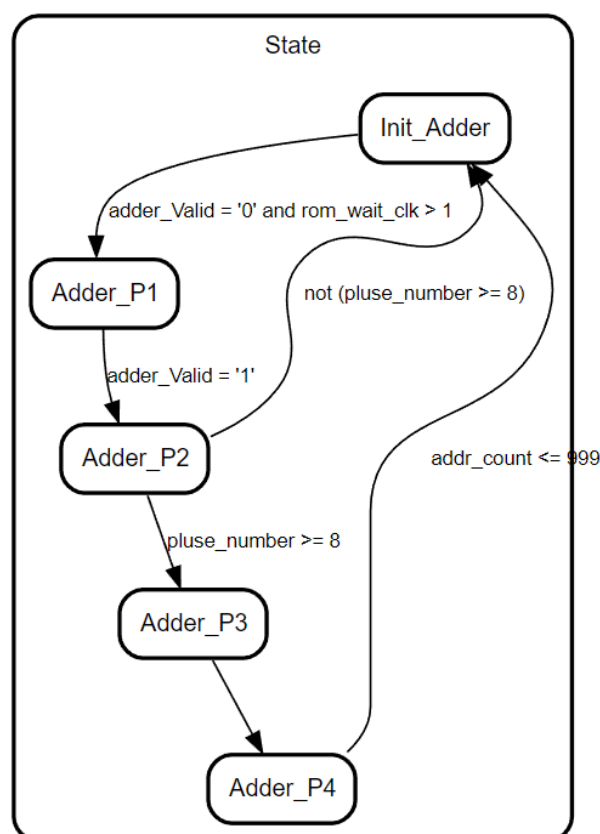 State
Init_Adder
adder_Valid = '0' and rom_wait_clk > 1
Adder_P1
not (pluse_number >= 8)
adder_Valid = '1'
Adder_P2
addr_count <= 999
pluse_number >= 8
Adder_P3
Adder_P4